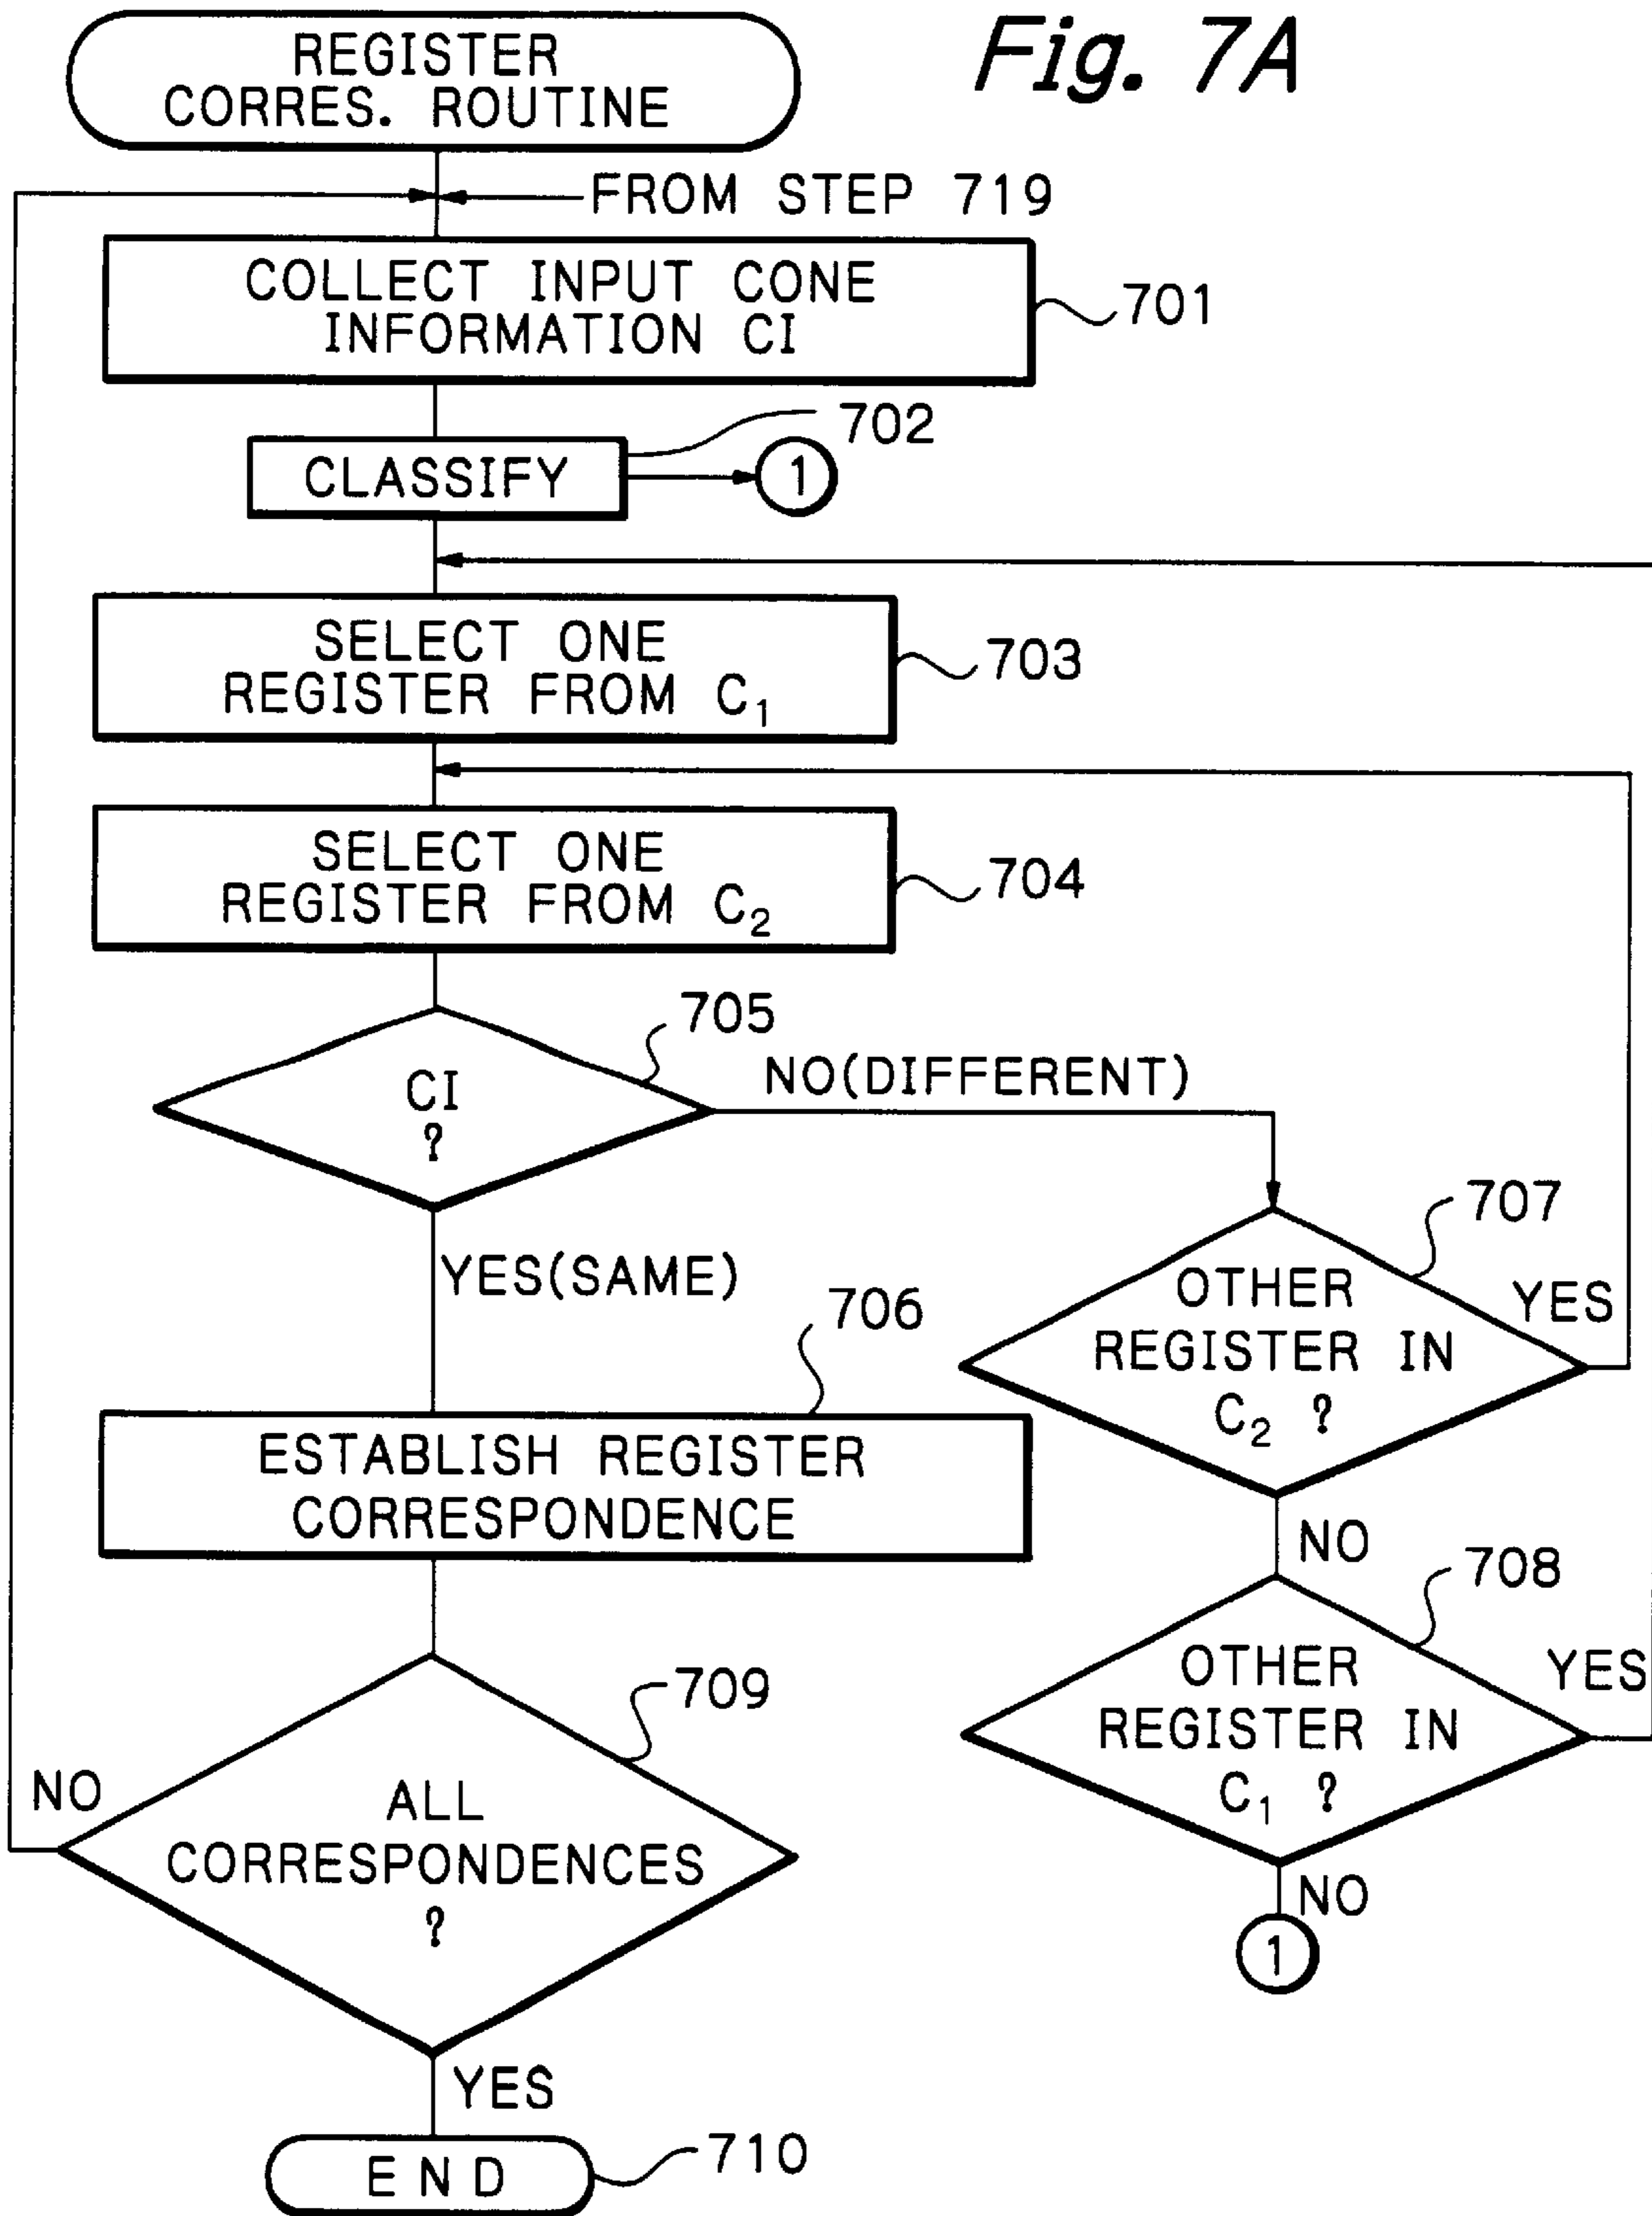 Fig. 7A
REGISTER
CORRES. ROUTINE
FROM STEP 719
COLLECT INPUT CONE
INFORMATION CI
701
702
CLASSIFY
1
SELECT ONE
REGISTER FROM C₁
703
SELECT ONE
REGISTER FROM C₂
704
705
CI
?
NO(DIFFERENT)
YES(SAME)
707
OTHER
REGISTER IN
C₂ ?
YES
706
ESTABLISH REGISTER
CORRESPONDENCE
NO
708
OTHER
REGISTER IN
C₁ ?
YES
NO
1
709
NO
ALL
CORRESPONDENCES
?
YES
END
710